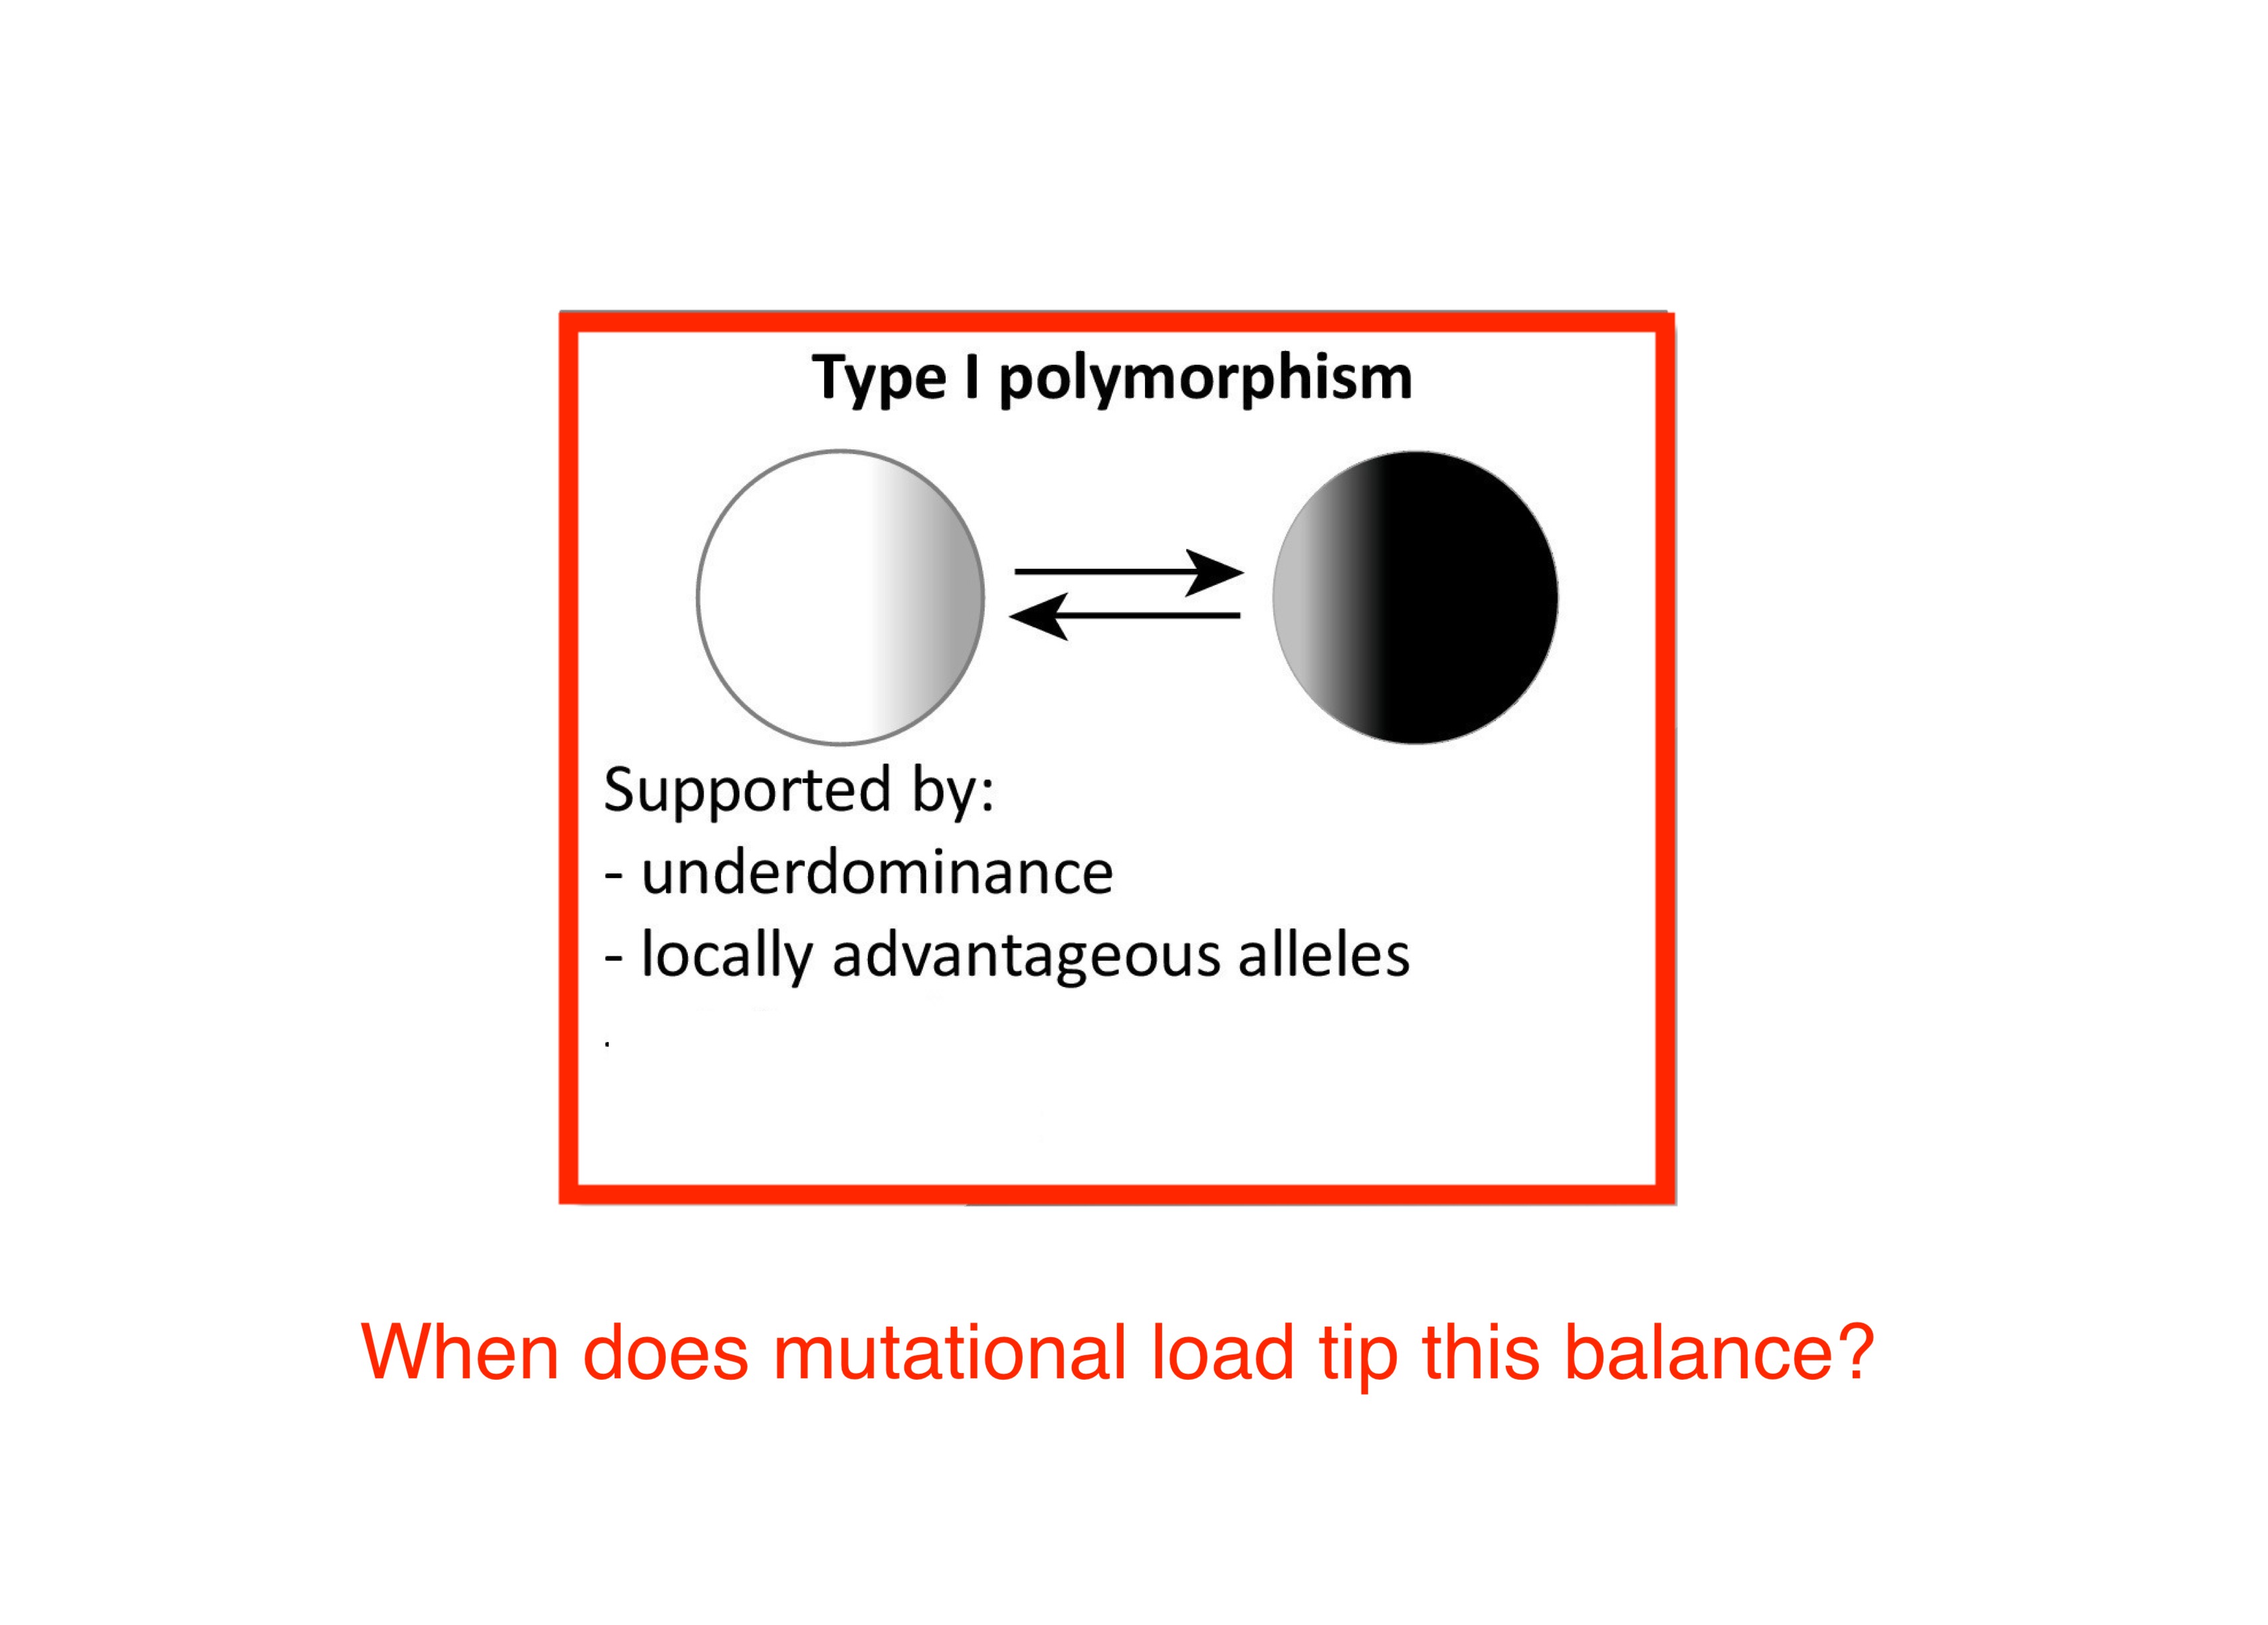 Type I polymorphism
Supported by:
- underdominance
- locally advantageous alleles
.
When does mutational load tip this balance?